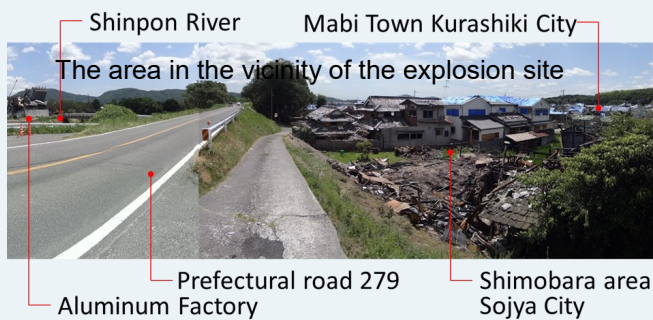 Shinpon River
Mabi Town Kurashiki City
The area in the vicinity of the explosion site
Prefectural road 279
Shimobara area
Aluminum Factory
Sojya City